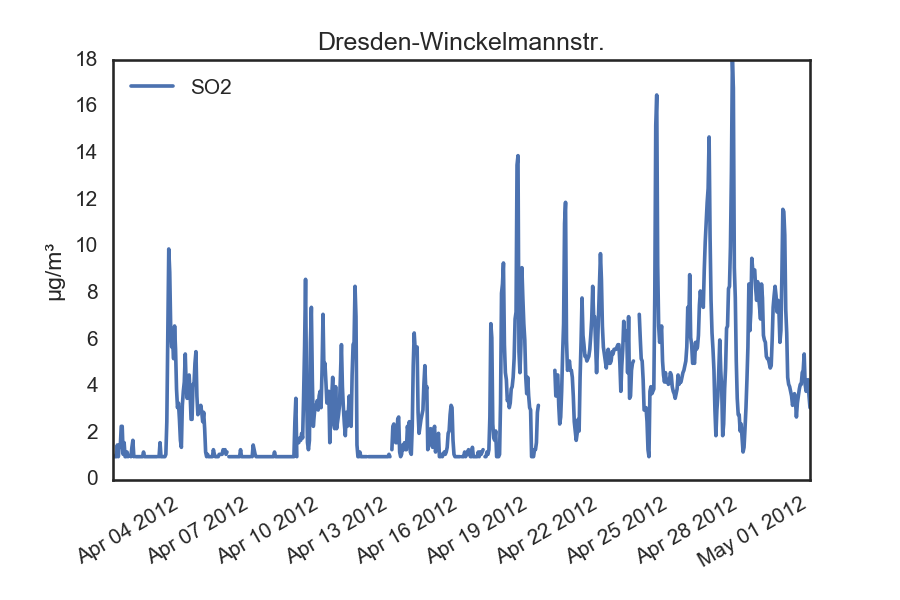 Dresden-Winckelmannstr.
SO2
µg/m³
18
16
14
12
10
8
6
4
2
0
Apr 04 2012
Apr 07 2012
Apr 10 2012
Apr 13 2012
Apr 16 2012
Apr 19 2012
Apr 22 2012
Apr 25 2012
Apr 28 2012
May 01 2012